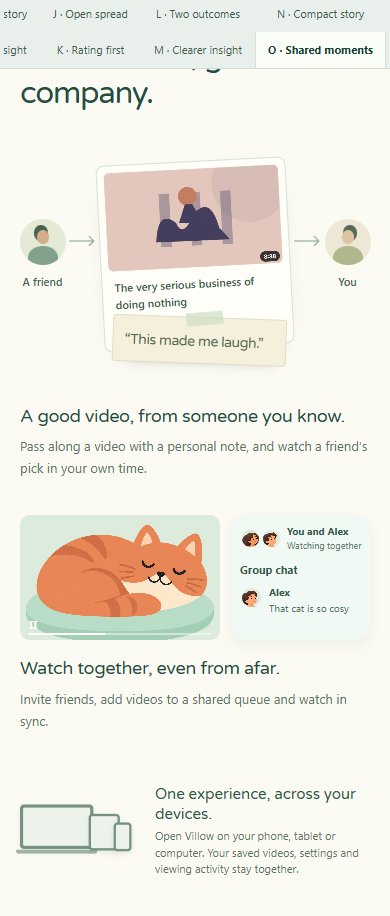 story
J · Open spread
L · Two outcomes
N · Compact story
sight
K · Rating first
M · Clearer insight
O · Shared moments
company.
A friend
You
3:36
The very serious business of
doing nothing
“This made me laugh.”
A good video, from someone you know.
Pass along a video with a personal note, and watch a friend’s
pick in your own time.
You and Alex
Watching together
Group chat
Alex
That cat is so cosy
Watch together, even from afar.
Invite friends, add videos to a shared queue and watch in
sync.
One experience, across your
devices.
Open Villow on your phone, tablet or
computer. Your saved videos, settings and
viewing activity stay together.